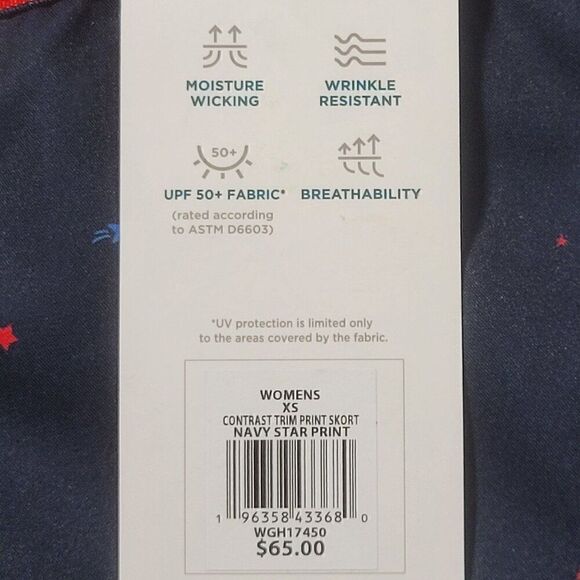 MOISTURE
WICKING
WRINKLE
RESISTANT
50+
UPF 50+ FABRIC*
(rated according
to ASTM D6603)
BREATHABILITY
*UV protection is limited only
to the areas covered by the fabric.
WOMENS
XS
CONTRAST TRIM PRINT SKORT
NAVY STAR PRINT
1 96358 43368 0
WGH17450
$65.00